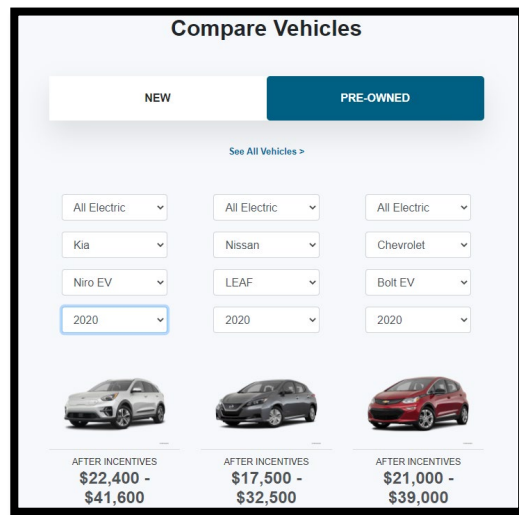 Compare Vehicles
NEW
PRE-OWNED
See All Vehicles >
All Electric
All Electric
All Electric
Kia
Nissan
Chevrolet
Niro EV
LEAF
Bolt EV
2020
2020
2020
AFTER INCENTIVES
$22,400 -
$41,600
AFTER INCENTIVES
$17,500 -
$32,500
AFTER INCENTIVES
$21,000 -
$39,000